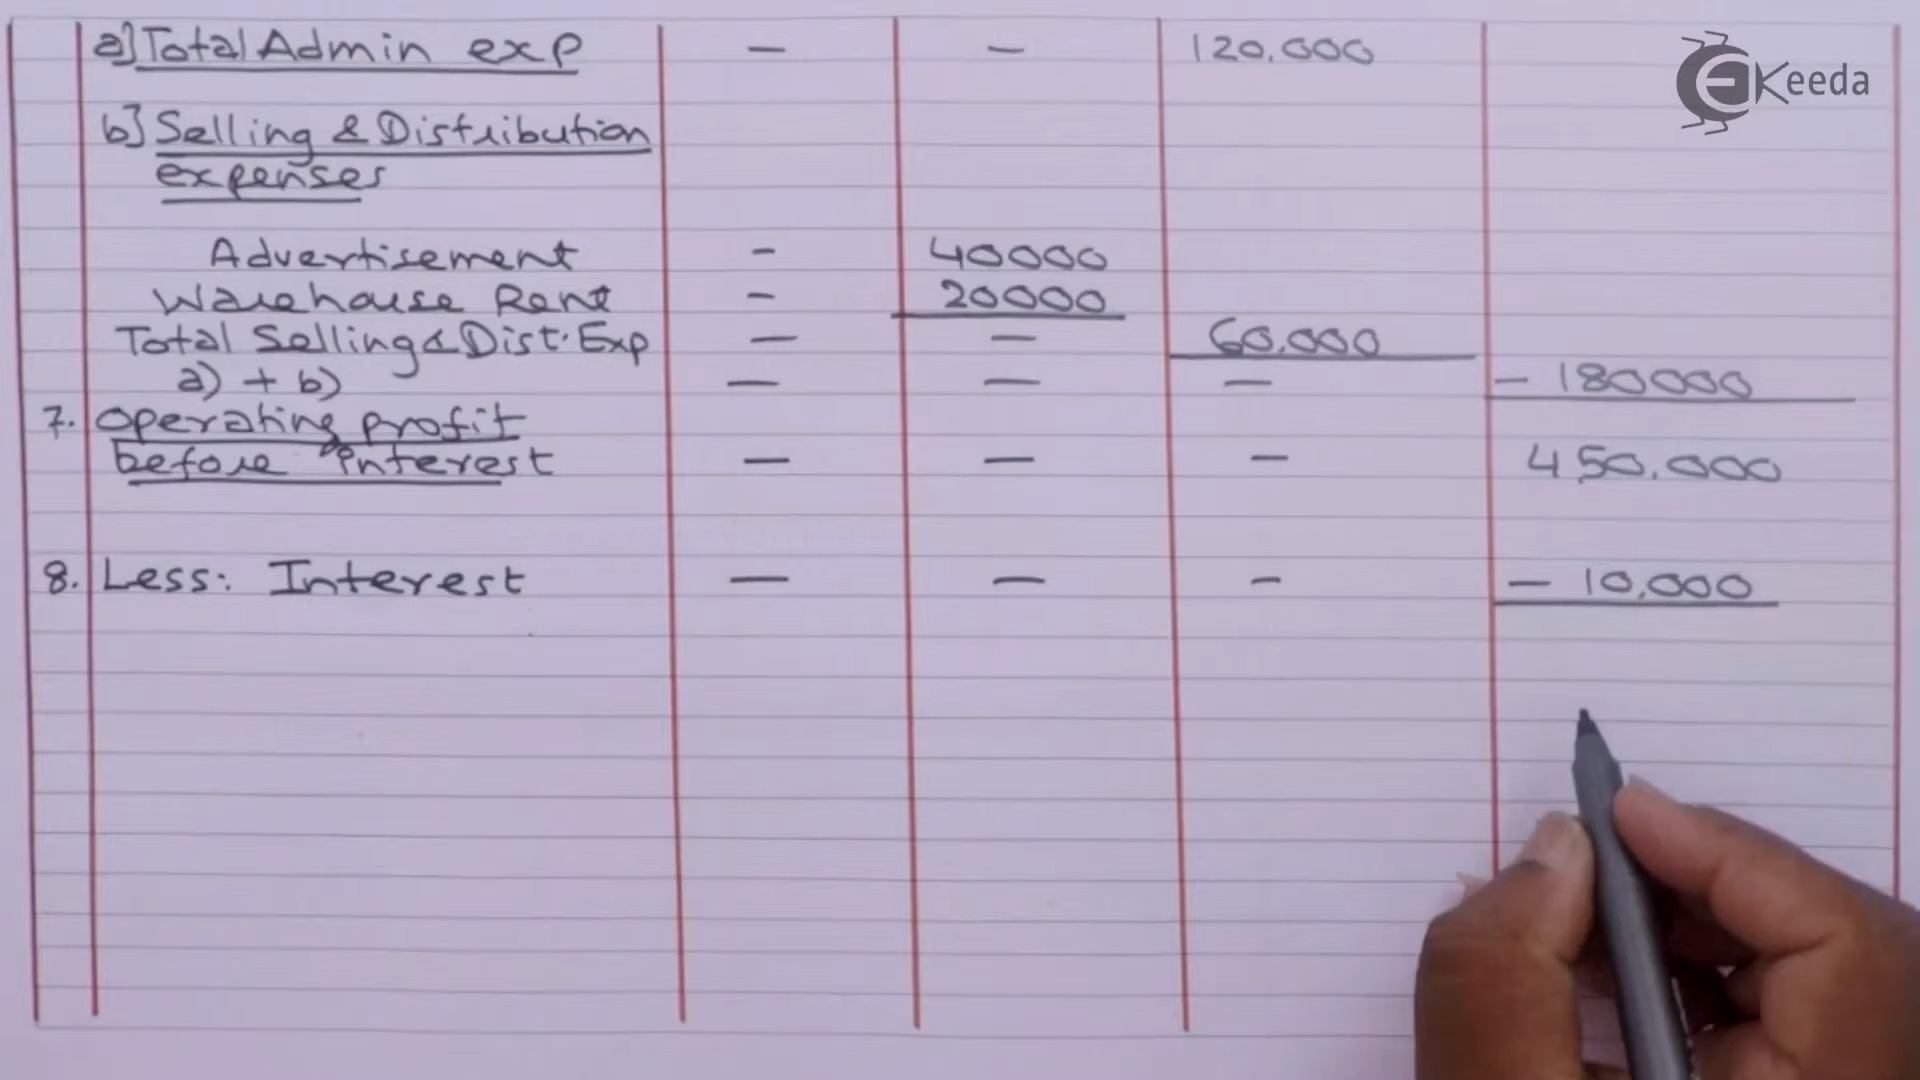 a] Total Admin exp — — 120,000
EKeeda
b] Selling & Distribution
expenses
Advertisement - 40000
Warehouse Rent - 20000
Total Selling & Dist. Exp — — 60,000
a) + b) — — — - 180000
7. Operating profit
before interest — — - 450,000
8. Less: Interest — — - - 10,000